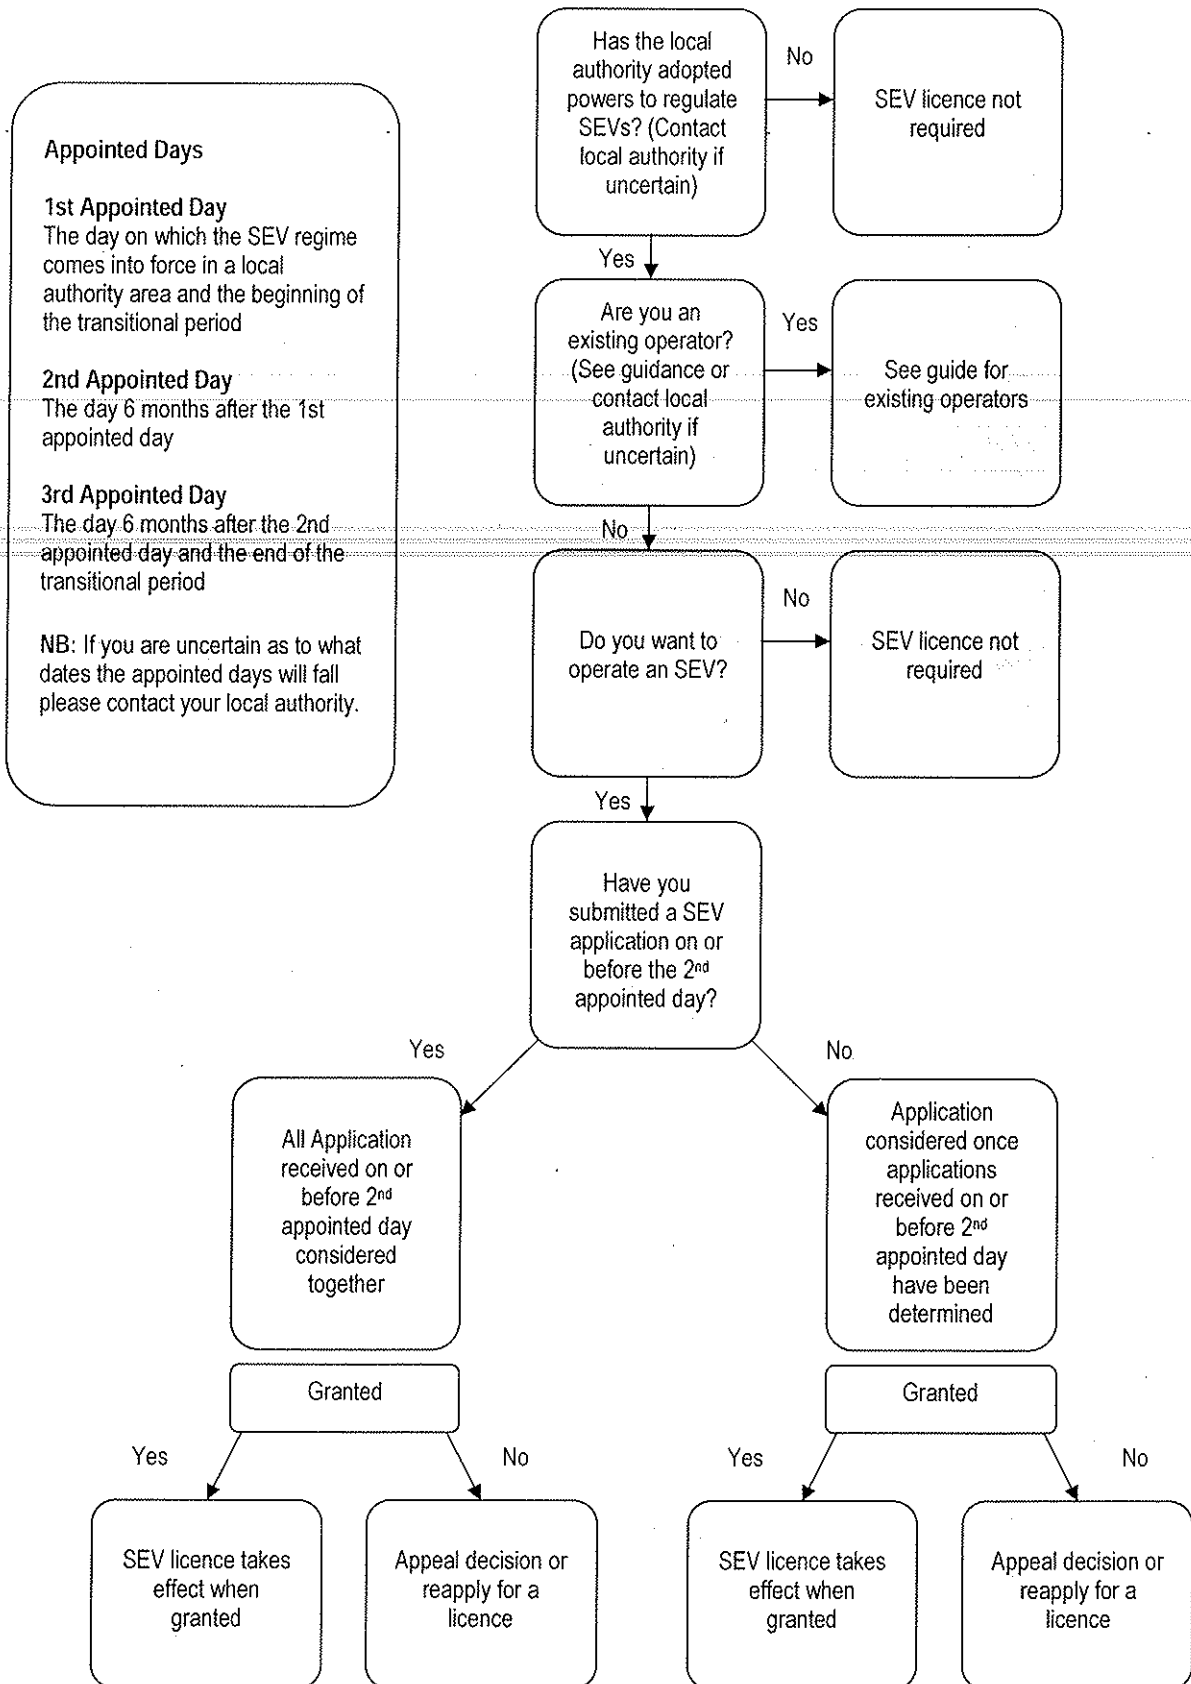 Appointed Days
1st Appointed Day
The day on which the SEV regime
comes into force in a local
authority area and the beginning of
the transitional period
2nd Appointed Day
The day 6 months after the 1st
appointed day
3rd Appointed Day
The day 6 months after the 2nd
appointed day and the end of the
transitional period
NB: If you are uncertain as to what
dates the appointed days will fall
please contact your local authority.
Has the local
authority adopted
powers to regulate
SEVs? (Contact
local authority if
uncertain)
No
SEV licence not
required
Yes
Are you an
existing operator?
(See guidance or
contact local
authority if
uncertain)
Yes
See guide for
existing operators
No
Do you want to
operate an SEV?
No
SEV licence not
required
Yes
Have you
submitted a SEV
application on or
before the 2nd
appointed day?
Yes
No
All Application
received on or
before 2nd
appointed day
considered
together
Application
considered once
applications
received on or
before 2nd
appointed day
have been
determined
Granted
Granted
Yes
No
Yes
No
SEV licence takes
effect when
granted
Appeal decision or
reapply for a
licence
SEV licence takes
effect when
granted
Appeal decision or
reapply for a
licence